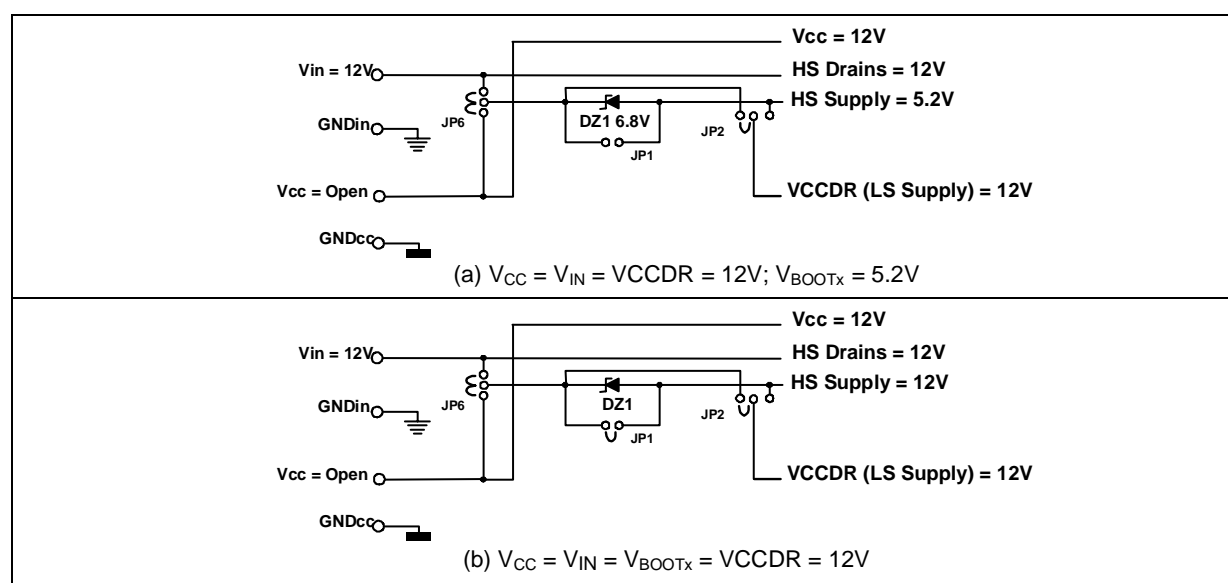 Vcc = 12V
Vin = 12V
HS Drains = 12V
HS Supply = 5.2V
JP6
DZ1 6.8V
JP2
GNDin
JP1
Vcc = Open
VCCDR (LS Supply) = 12V
GNDcc
(a) VCC = VIN = VCCDR = 12V; VBOOTx = 5.2V
Vcc = 12V
Vin = 12V
HS Drains = 12V
HS Supply = 12V
JP6
DZ1
JP2
GNDin
JP1
Vcc = Open
VCCDR (LS Supply) = 12V
GNDcc
(b) VCC = VIN = VBOOTx = VCCDR = 12V